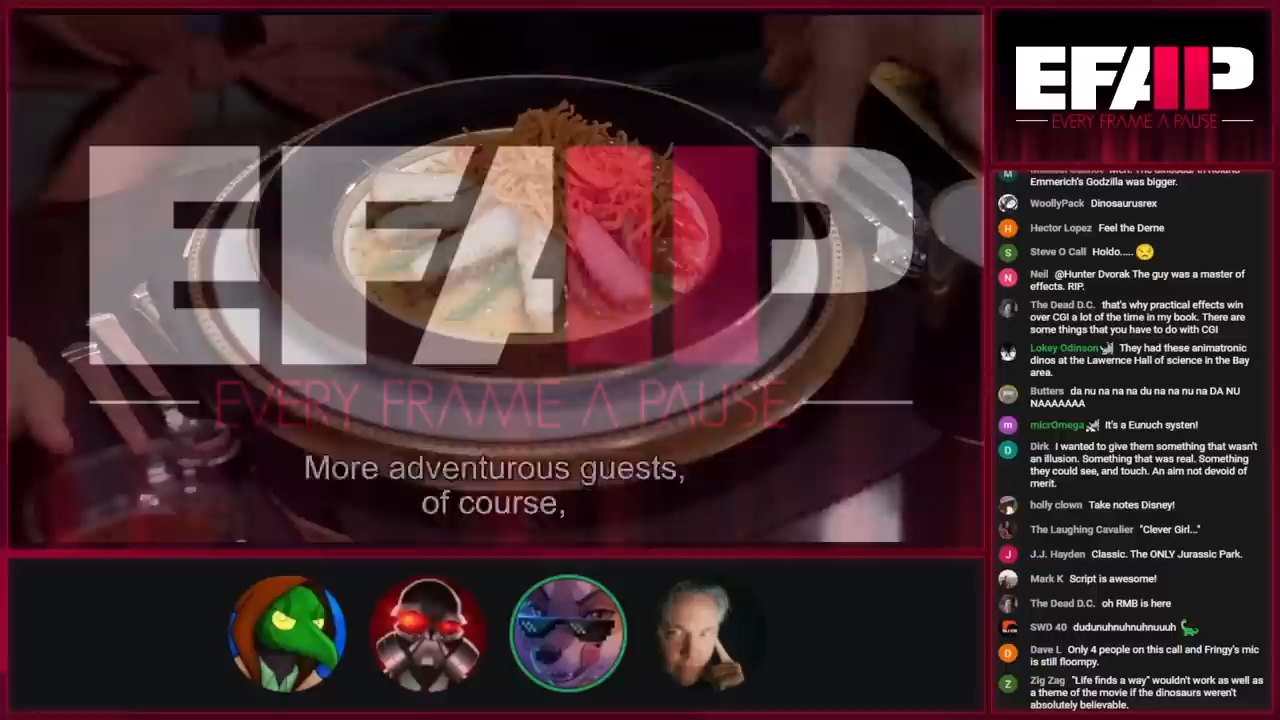 EFAP
EVERY FRAME A PAUSE
More adventurous guests,
of course,
EFAP
EVERY FRAME A PAUSE
Emmerich's Godzilla was bigger.
WoollyPack Dinosaurusrex
Hector Lopez Feel the Derne
Steve O Call Holdo.....
Neil @Hunter Dvorak The guy was a master of
effects. RIP.
The Dead D.C. that's why practical effects win
over CGI a lot of the time in my book. There are
some things that you have to do with CGI
Lokey Odinson They had these animatronic
dinos at the Lawernce Hall of science in the Bay
area.
Butters da nu na na na du na na nu na DA NU
NAAAAAAA
micrOmega It's a Eunuch systen!
Dirk I wanted to give them something that wasn't
an illusion. Something that was real. Something
they could see, and touch. An aim not devoid of
merit.
holly clown Take notes Disney!
The Laughing Cavalier "Clever Girl..."
J.J. Hayden Classic. The ONLY Jurassic Park.
Mark K Script is awesome!
The Dead D.C. oh RMB is here
SWD 40 dudunuhnuhnuhnuuuh
Dave L Only 4 people on this call and Fringy's mic
is still floompy.
Zig Zag "Life finds a way" wouldn't work as well as
a theme of the movie if the dinosaurs weren't
absolutely believable.